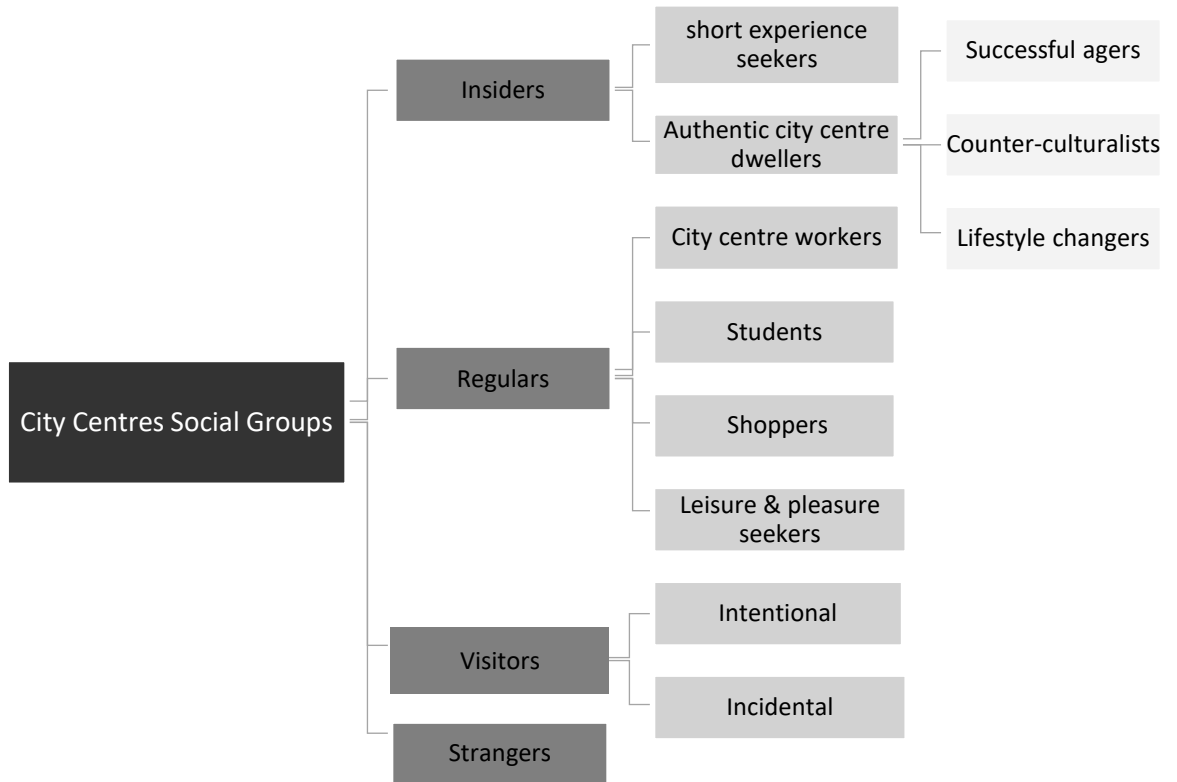 City Centres Social Groups
Insiders
short experience
seekers
Authentic city centre
dwellers
Successful agers
Counter-culturalists
Lifestyle changers
Regulars
City centre workers
Students
Shoppers
Leisure & pleasure
seekers
Visitors
Intentional
Incidental
Strangers